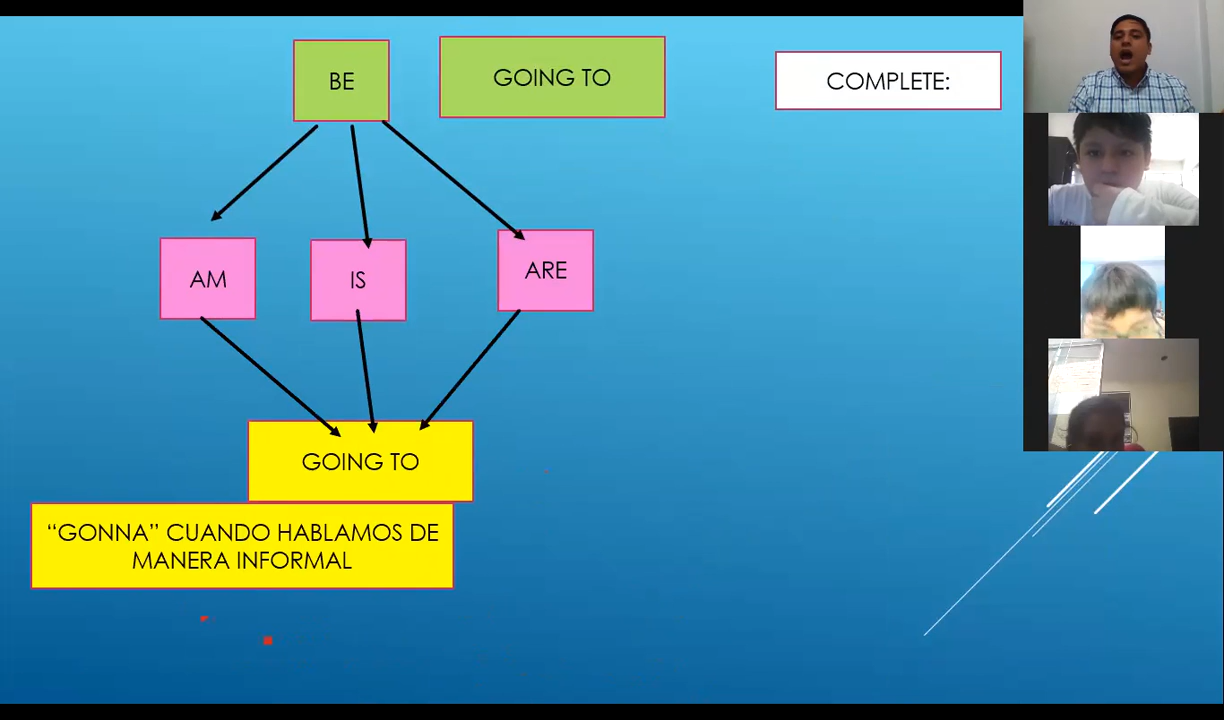 BE
GOING TO
COMPLETE:
AM
IS
ARE
GOING TO
“GONNA” CUANDO HABLAMOS DE
MANERA INFORMAL